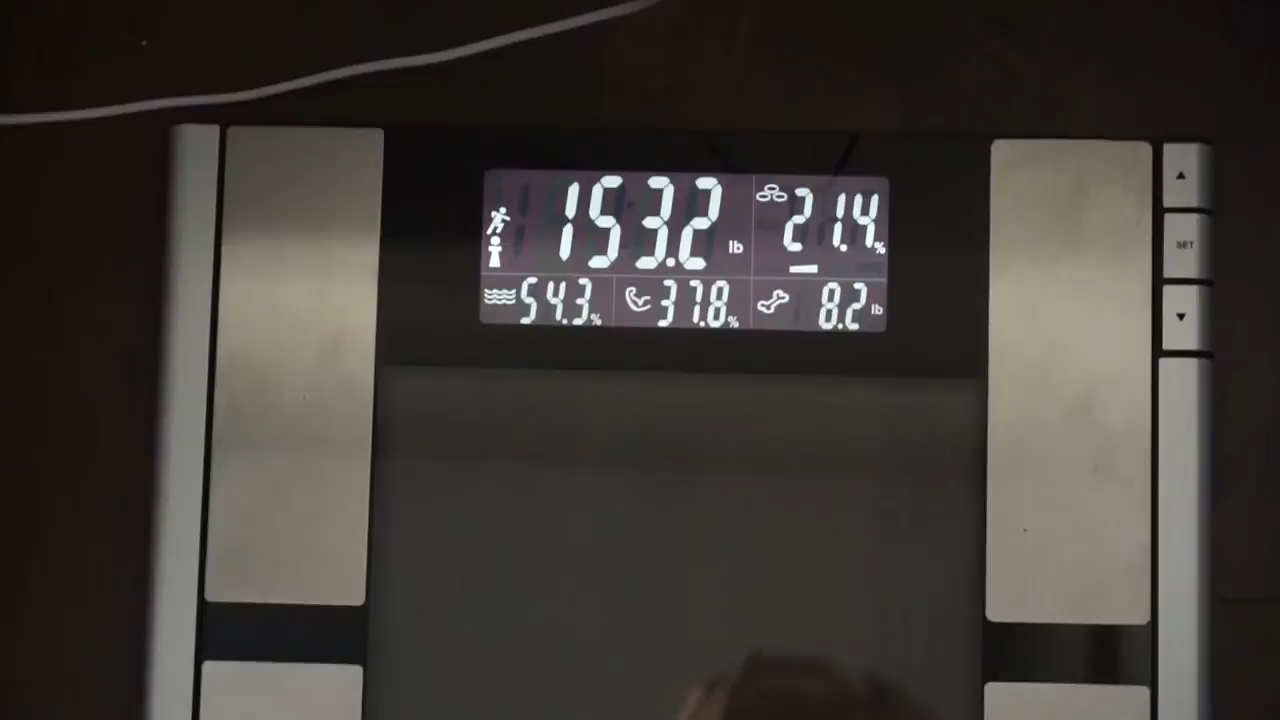 153.2 lb
21.4 %
54.3 %
37.8 %
8.2 lb
▲
SET
▼